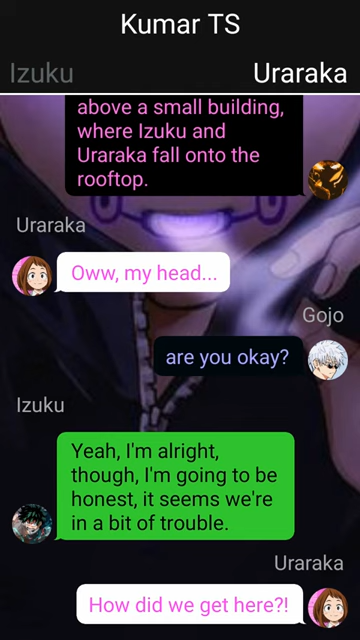 Kumar TS
Izuku
Uraraka
above a small building,
where Izuku and
Uraraka fall onto the
rooftop.
Uraraka
Oww, my head...
Gojo
are you okay?
Izuku
Yeah, I'm alright,
though, I'm going to be
honest, it seems we're
in a bit of trouble.
Uraraka
How did we get here?!